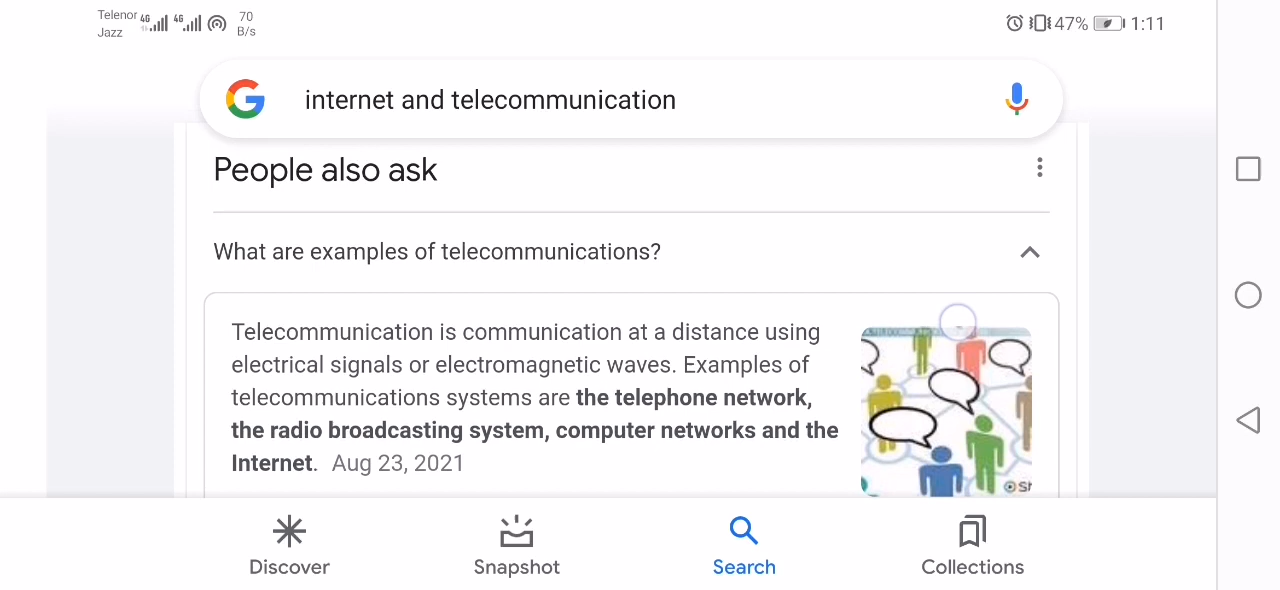 Telenor 4G 4G 70
Jazz B/s
47% 1:11
internet and telecommunication
People also ask
What are examples of telecommunications?
Telecommunication is communication at a distance using
electrical signals or electromagnetic waves. Examples of
telecommunications systems are the telephone network,
the radio broadcasting system, computer networks and the
Internet. Aug 23, 2021
Discover
Snapshot
Search
Collections